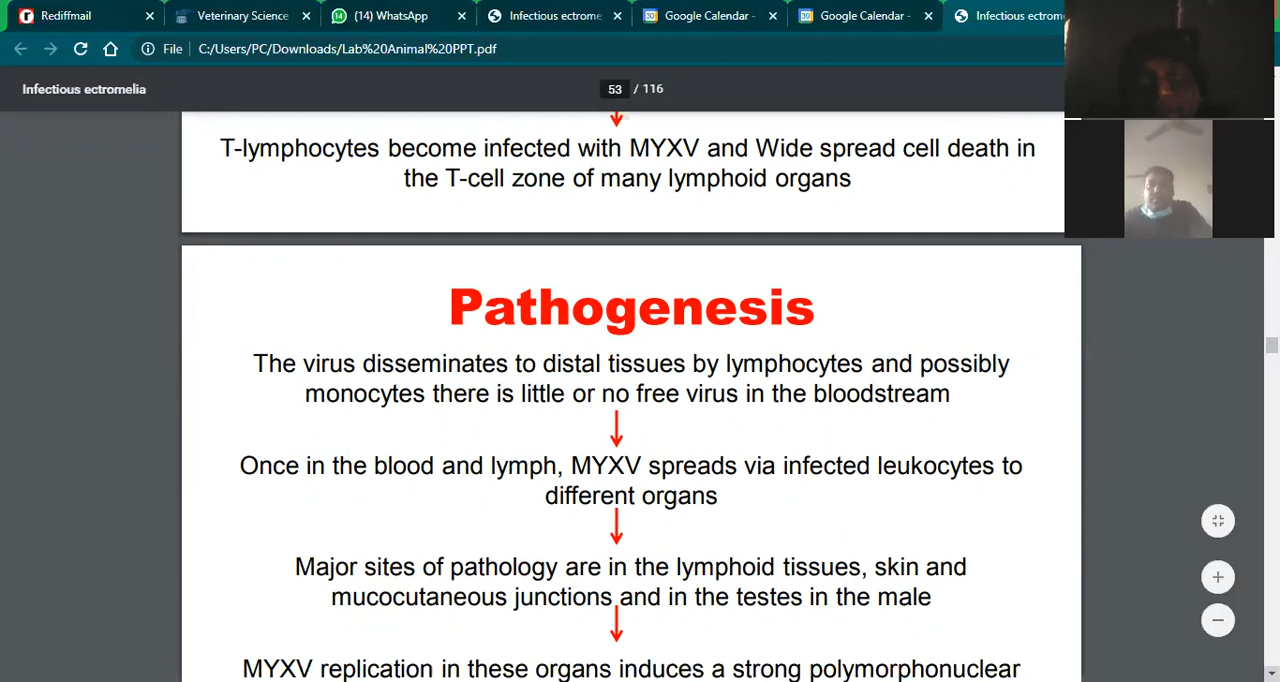 Rediffmail
Veterinary Science
(14) WhatsApp
Infectious ectrome
Google Calendar -
Google Calendar -
Infectious ectrom
File
C:/Users/PC/Downloads/Lab%20Animal%20PPT.pdf
Infectious ectromelia
53 / 116
T-lymphocytes become infected with MYXV and Wide spread cell death in
the T-cell zone of many lymphoid organs
Pathogenesis
The virus disseminates to distal tissues by lymphocytes and possibly
monocytes there is little or no free virus in the bloodstream
Once in the blood and lymph, MYXV spreads via infected leukocytes to
different organs
Major sites of pathology are in the lymphoid tissues, skin and
mucocutaneous junctions and in the testes in the male
MYXV replication in these organs induces a strong polymorphonuclear